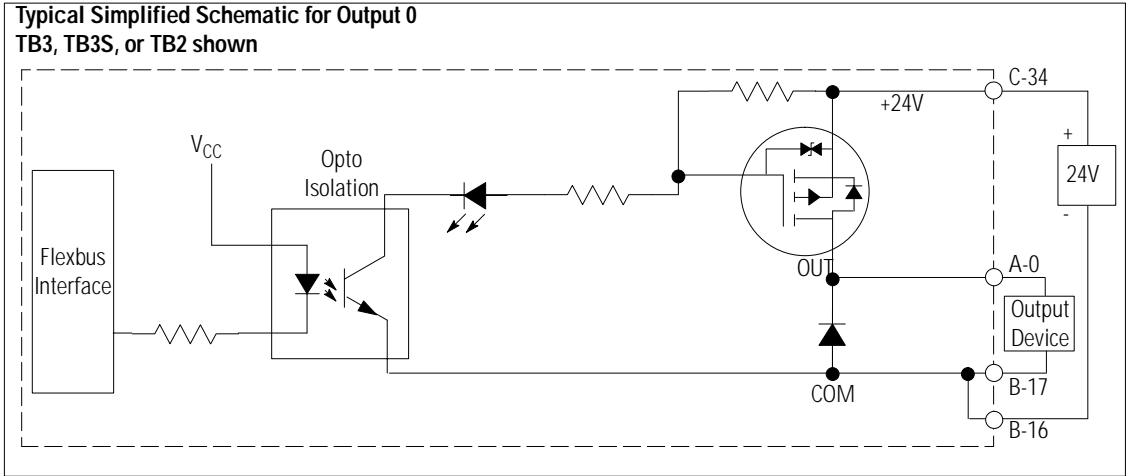 Typical Simplified Schematic for Output 0
TB3, TB3S, or TB2 shown
C-34
+24V
+
24V
-
VCC
Opto
Isolation
Flexbus
Interface
OUT
A-0
Output
Device
COM
B-17
B-16